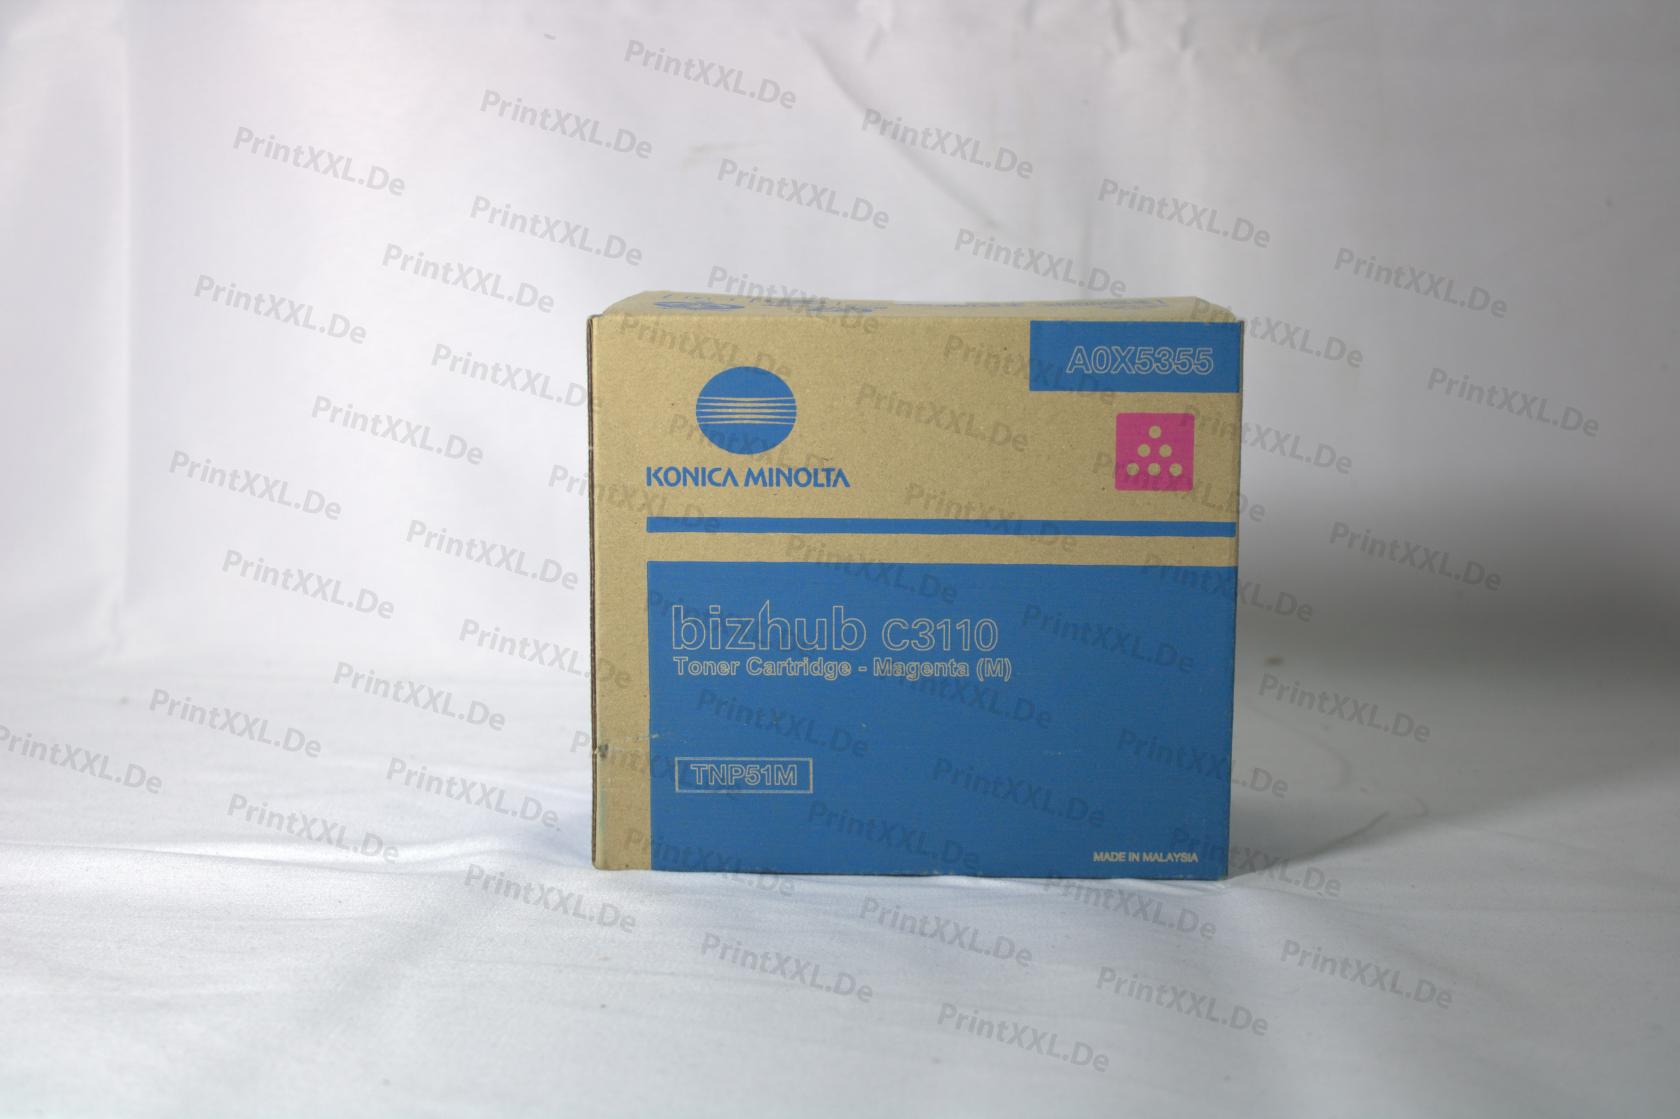 A0X5355
KONICA MINOLTA
bizhub C3110
Toner Cartridge - Magenta (M)
TNP51M
MADE IN MALAYSIA
PrintXXL.De